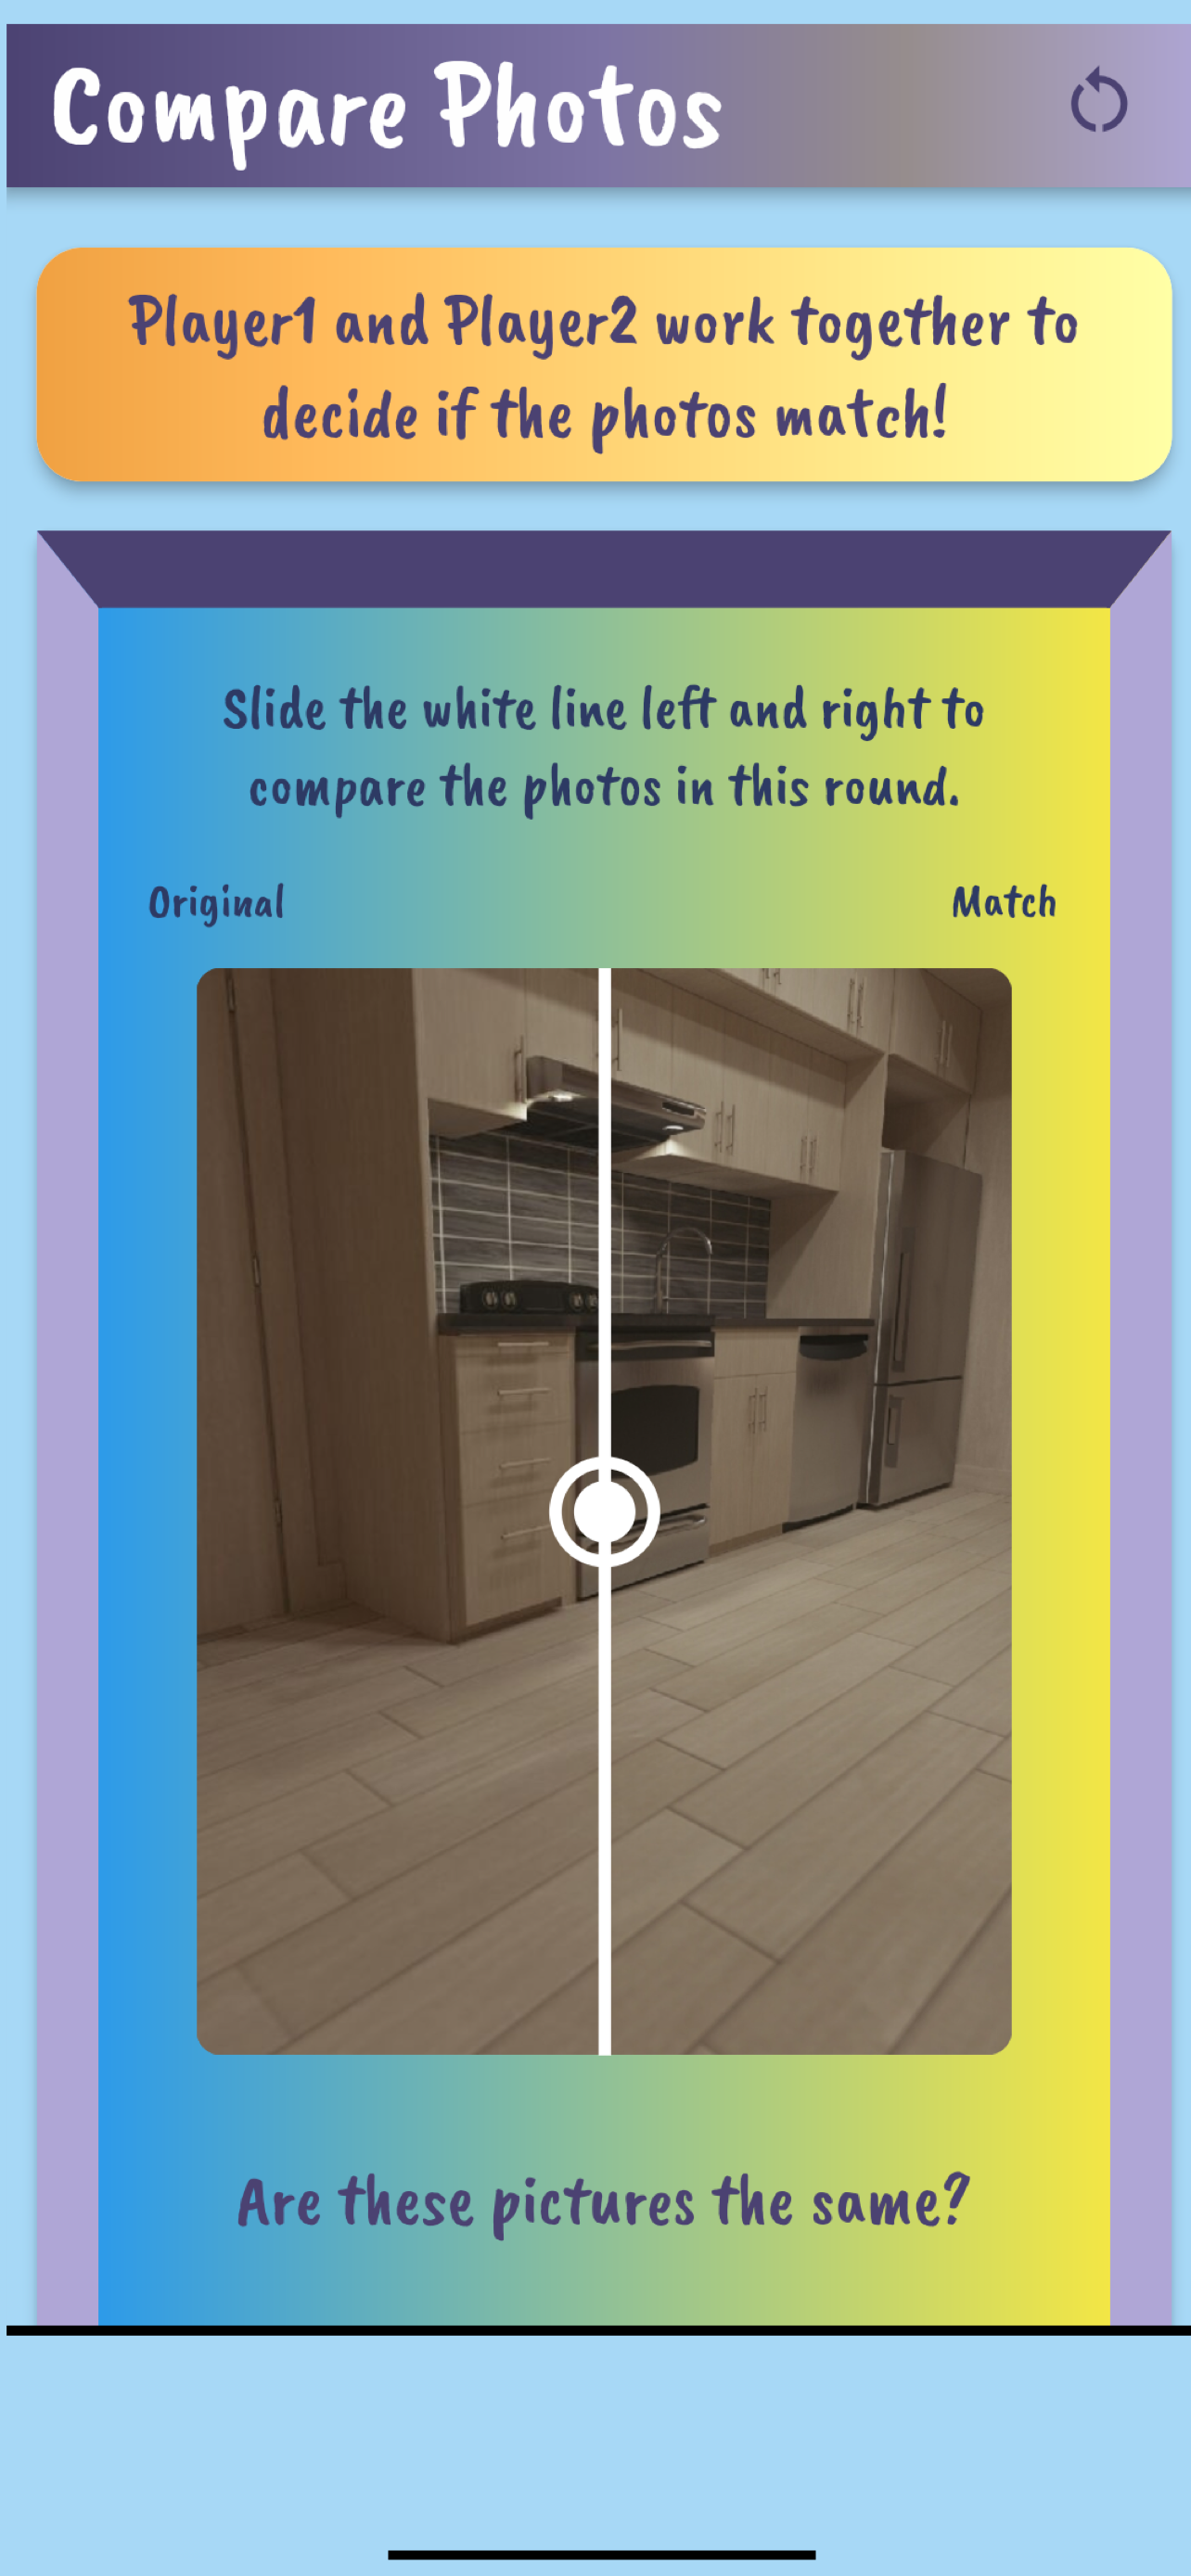 Compare Photos
Player1 and Player2 work together to
decide if the photos match!
Slide the white line left and right to
compare the photos in this round.
Original
Match
Are these pictures the same?